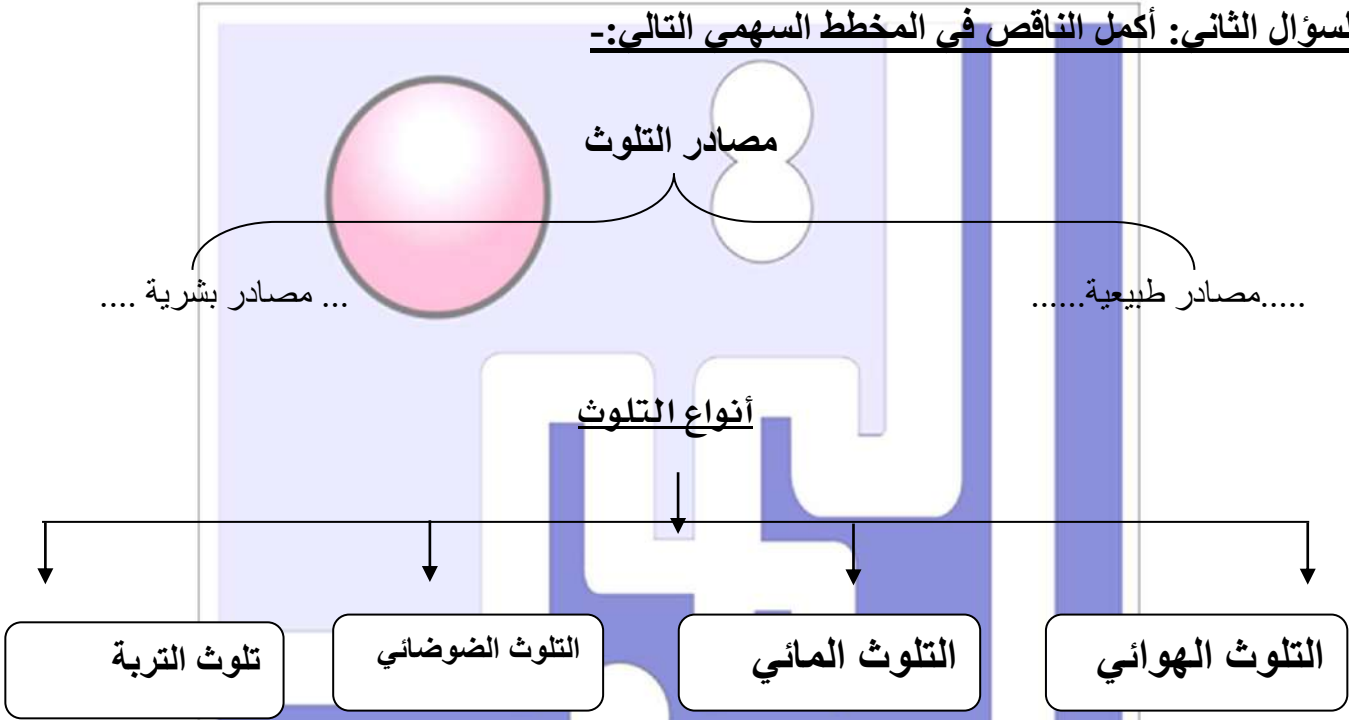 لسؤال الثاني: أكمل الناقص في المخطط السهمي التالي:-
مصادر التلوث
.....مصادر طبيعية......
... مصادر بشرية ....
أنواع التلوث
التلوث الهوائي
التلوث المائي
التلوث الضوضائي
تلوث التربة